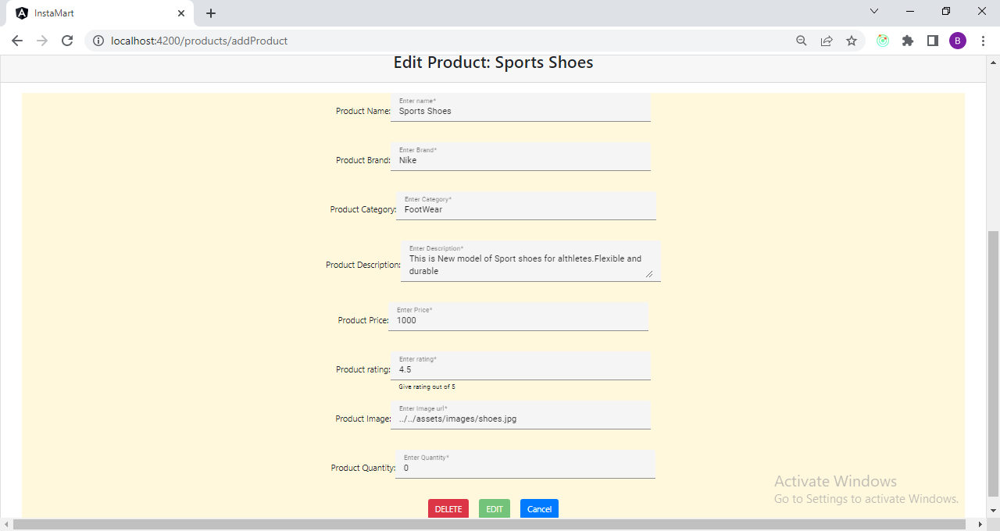 InstaMart
localhost:4200/products/addProduct
B
Edit Product: Sports Shoes
Enter name*
Product Name: Sports Shoes
Enter Brand*
Product Brand: Nike
Enter Category*
Product Category: FootWear
Enter Description*
This is New model of Sport shoes for althletes.Flexible and
Product Description:
durable
Enter Price*
Product Price: 1000
Enter rating*
Product rating: 4.5
Give rating out of 5
Enter Image url*
Product Image: ../../assets/images/shoes.jpg
Enter Quantity*
Product Quantity: 0
Activate Windows
Go to Settings to activate Windows.
DELETE EDIT Cancel